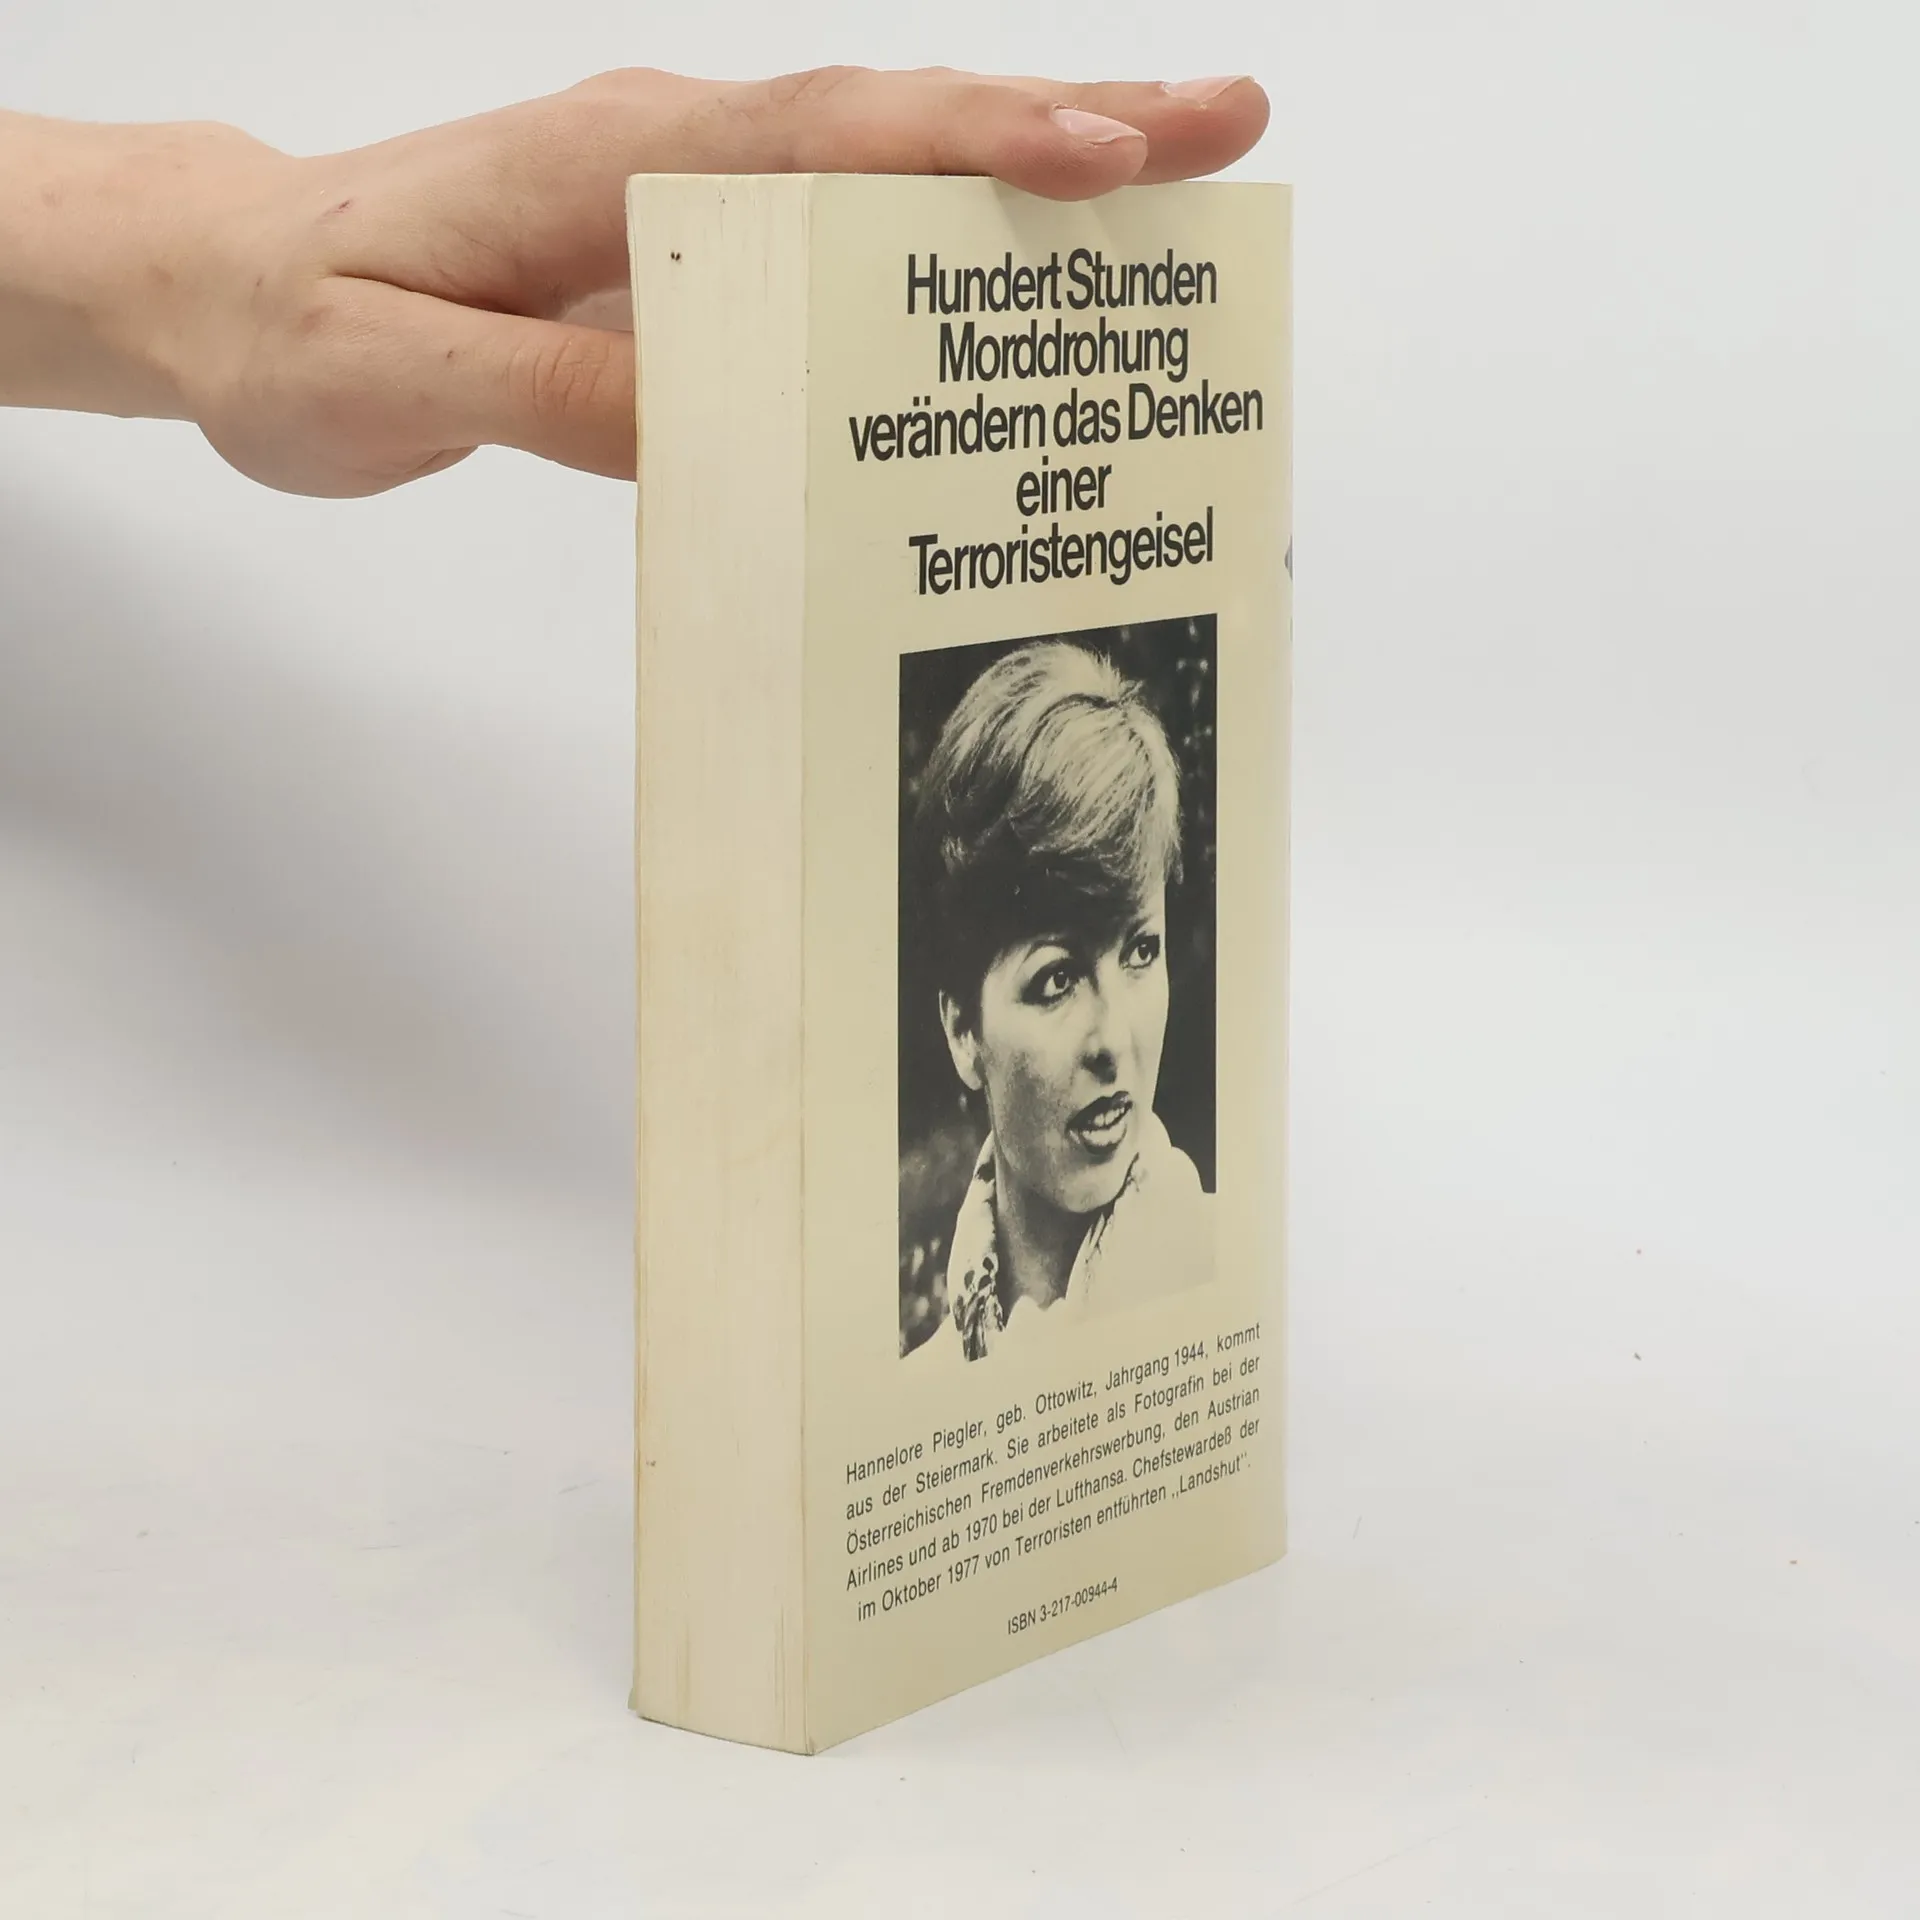 Hundert Stunden
Morddrohung
verändern das Denken
einer
Terroristengeisel
Hannelore Piegler, geb. Ottowitz, Jahrgang 1944, kommt
aus der Steiermark. Sie arbeitete als Fotografin bei der
Österreichischen Fremdenverkehrswerbung, den Austrian
Airlines und ab 1970 bei der Lufthansa. Chefstewardeß der
im Oktober 1977 von Terroristen entführten „Landshut".
ISBN 3-217-00944-4